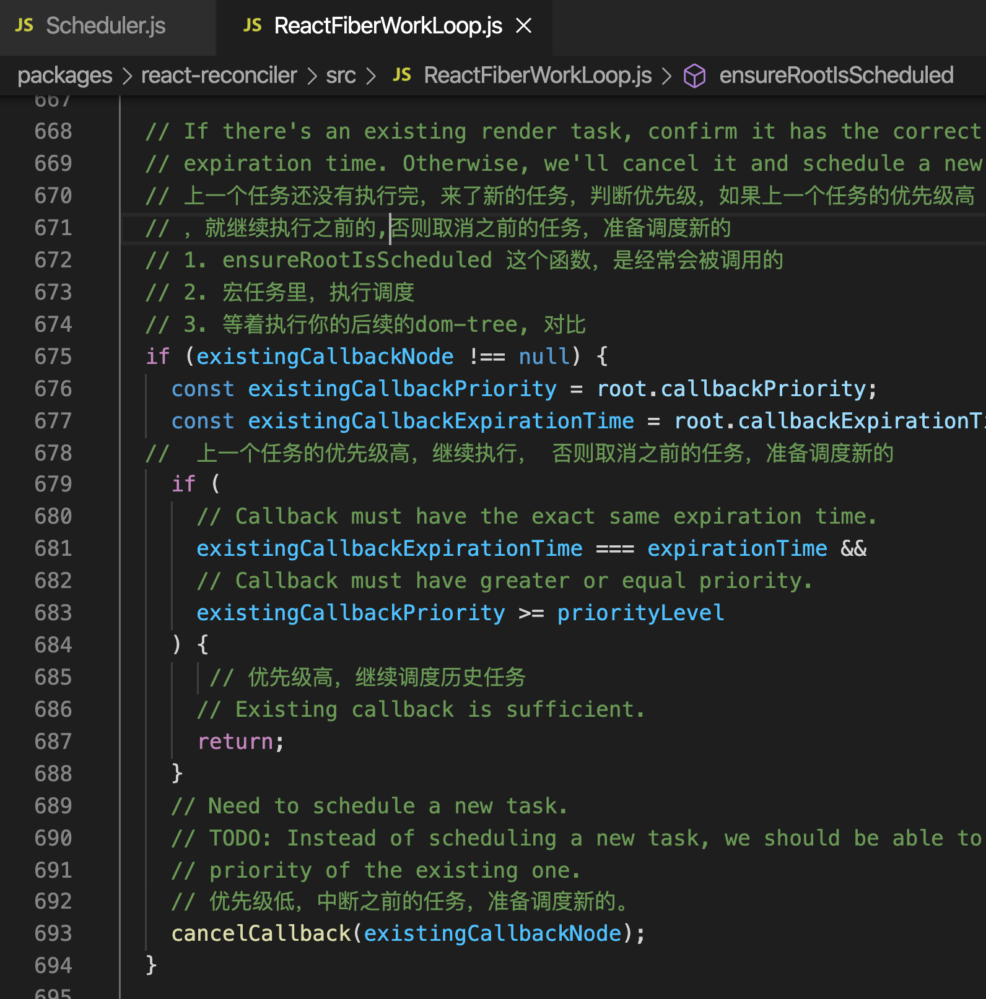 JS Scheduler.js JS ReactFiberWorkLoop.js ×
packages > react-reconciler > src > JS ReactFiberWorkLoop.js > ensureRootIsScheduled
667
668 // If there's an existing render task, confirm it has the correct
669 // expiration time. Otherwise, we'll cancel it and schedule a new
670 // 上一个任务还没有执行完，来了新的任务，判断优先级，如果上一个任务的优先级高
671 // ，就继续执行之前的,否则取消之前的任务，准备调度新的
672 // 1. ensureRootIsScheduled 这个函数，是经常会被调用的
673 // 2. 宏任务里，执行调度
674 // 3. 等着执行你的后续的dom-tree, 对比
675 if (existingCallbackNode !== null) {
676 const existingCallbackPriority = root.callbackPriority;
677 const existingCallbackExpirationTime = root.callbackExpirationTi
678 //  上一个任务的优先级高，继续执行， 否则取消之前的任务，准备调度新的
679 if (
680 // Callback must have the exact same expiration time.
681 existingCallbackExpirationTime === expirationTime &&
682 // Callback must have greater or equal priority.
683 existingCallbackPriority >= priorityLevel
684 ) {
685 // 优先级高，继续调度历史任务
686 // Existing callback is sufficient.
687 return;
688 }
689 // Need to schedule a new task.
690 // TODO: Instead of scheduling a new task, we should be able to
691 // priority of the existing one.
692 // 优先级低，中断之前的任务，准备调度新的。
693 cancelCallback(existingCallbackNode);
694 }
695